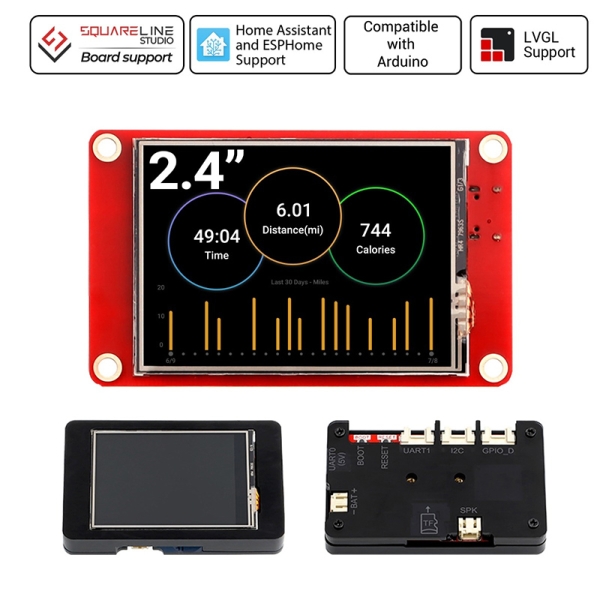 SQUARELINE
STUDIO
Board support
Home Assistant
and ESPHome
Support
Compatible
with
Arduino
LVGL
Support
2.4”
6.01
Distance(mi)
49:04
Time
744
Calories
Last 30 Days - Miles
20
10
0
6/9
7/8
UART0
(5V)
BOOT
RESET
UART1
I2C
GPIO_D
-BAT+
TF
SPK